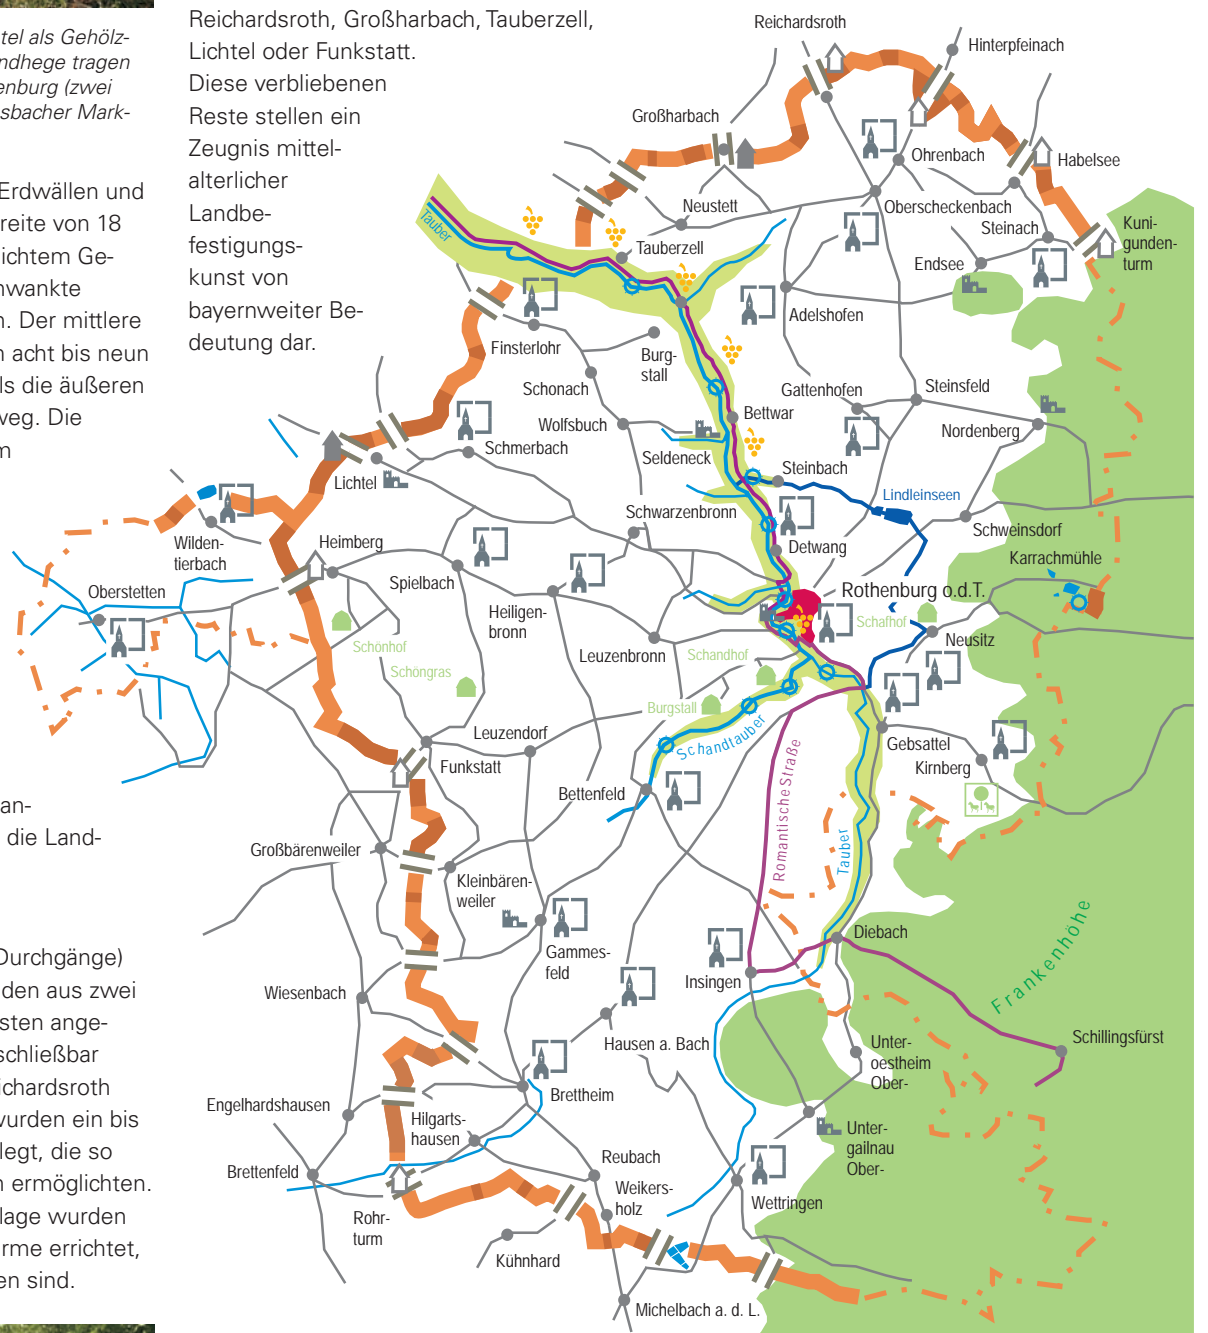 tel als Gehölz-
ndhege tragen
enburg (zwei
sbacher Mark-
Erdwällen und
reite von 18
lichtem Ge-
hwankte
n. Der mittlere
n acht bis neun
ls die äußeren
weg. Die
m
an-
die Land-
Durchgänge)
den aus zwei
sten ange-
schließbar
ichardsroth
vurden ein bis
legt, die so
n ermöglichten.
lage wurden
rme errichtet,
en sind.
Reichardsroth, Großharbach, Tauberzell,
Lichtel oder Funkstatt.
Diese verbliebenen
Reste stellen ein
Zeugnis mittel-
alterlicher
Landbe-
festigungs-
kunst von
bayernweiter Be-
deutung dar.
Reichardsroth
Hinterpfeinach
Großharbach
Ohrenbach
Habelsee
Neustett
Oberscheckenbach
Steinach
Kuni-
gunden-
turm
Tauber
Tauberzell
Endsee
Adelshofen
Finsterlohr
Burg-
stall
Schonach
Gattenhofen
Steinsfeld
Wolfsbuch
Bettwar
Nordenberg
Schmerbach
Seldeneck
Steinbach
Lichtel
Lindleinseen
Schwarzenbronn
Schweinsdorf
Wilden-
tierbach
Heimberg
Detwang
Karrachmühle
Oberstetten
Spielbach
Rothenburg o.d.T.
Heiligen-
bronn
Schafhof
Neusitz
Schönhof
Leuzenbronn
Schandhof
Schöngras
Burgstall
Leuzendorf
Schandtauber
Gebsattel
Funkstatt
Kirnberg
Romantische Straße
Bettenfeld
Tauber
Großbärenweiler
Kleinbären-
weiler
Diebach
Frankenhöhe
Gammes-
feld
Insingen
Wiesenbach
Schillingsfürst
Hausen a. Bach
Unter-
oestheim
Ober-
Brettheim
Engelhardshausen
Hilgarts-
hausen
Unter-
gailnau
Ober-
Reubach
Brettenfeld
Weikers-
holz
Wettringen
Rohr-
turm
Kühnhard
Michelbach a. d. L.